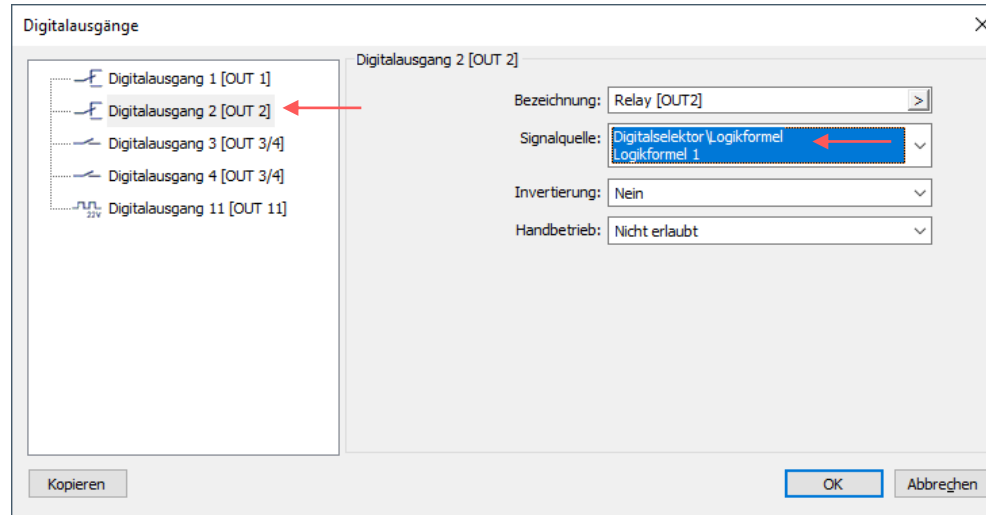 Digitalausgänge
Digitalausgang 1 [OUT 1]
Digitalausgang 2 [OUT 2]
Digitalausgang 3 [OUT 3/4]
Digitalausgang 4 [OUT 3/4]
22V
Digitalausgang 11 [OUT 11]
Digitalausgang 2 [OUT 2]
Bezeichnung: Relay [OUT2] >
Signalquelle: Digitalselektor\Logikformel
Logikformel 1
Invertierung: Nein
Handbetrieb: Nicht erlaubt
Kopieren
OK
Abbrechen